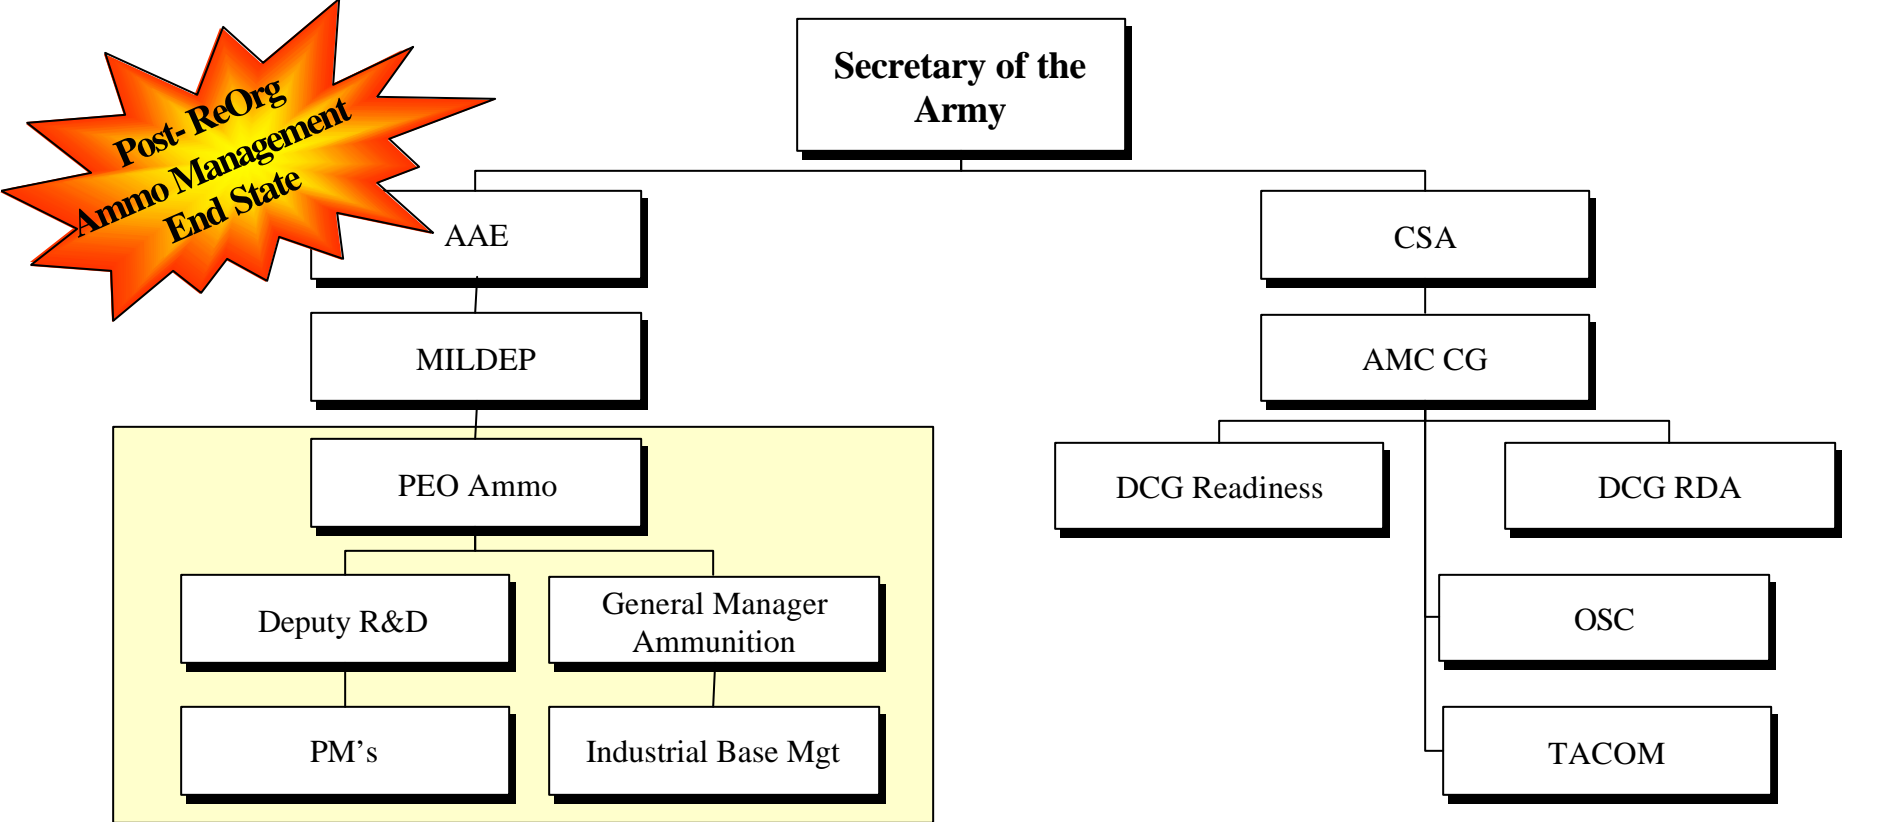 Post- ReOrg
Ammo Management
End State
Secretary of the
Army
AAE
CSA
MILDEP
AMC CG
PEO Ammo
DCG Readiness
DCG RDA
Deputy R&D
General Manager
Ammunition
OSC
PM’s
Industrial Base Mgt
TACOM